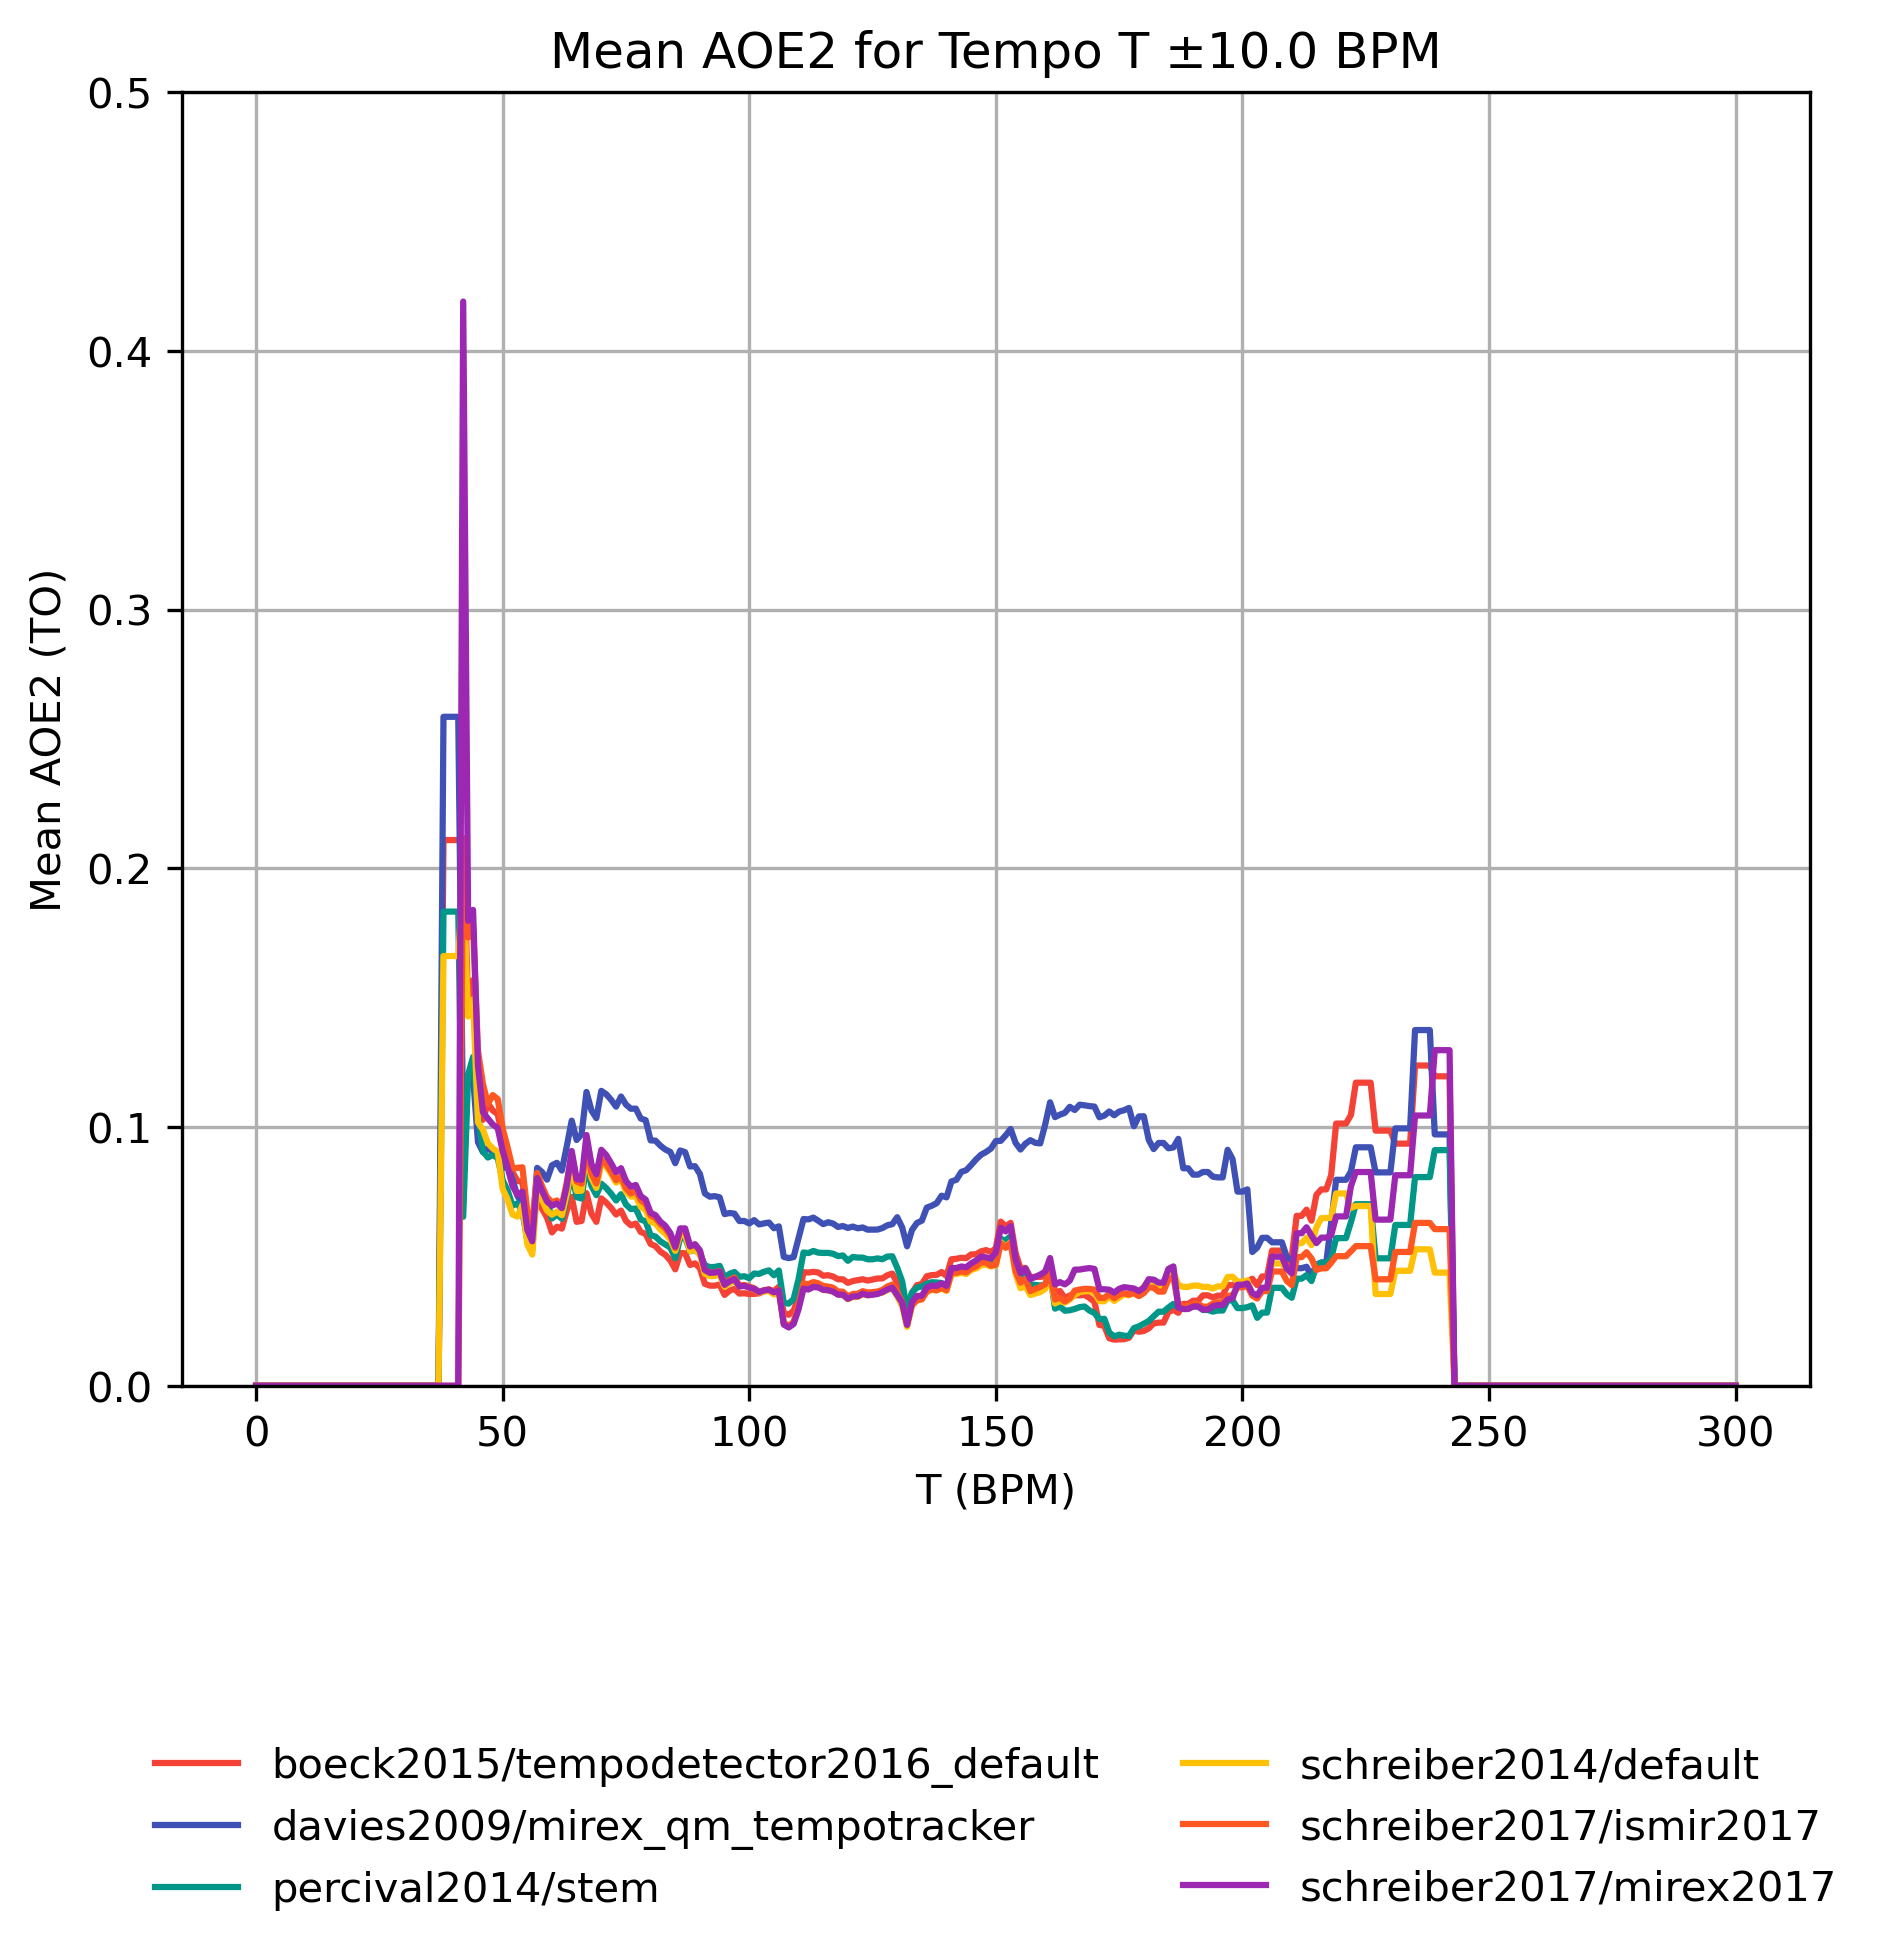 Mean AOE2 for Tempo T ±10.0 BPM
0.5
0.4
0.3
0.2
0.1
0.0
Mean AOE2 (TO)
0 50 100 150 200 250 300
T (BPM)
boeck2015/tempodetector2016_default
davies2009/mirex_qm_tempotracker
percival2014/stem
schreiber2014/default
schreiber2017/ismir2017
schreiber2017/mirex2017